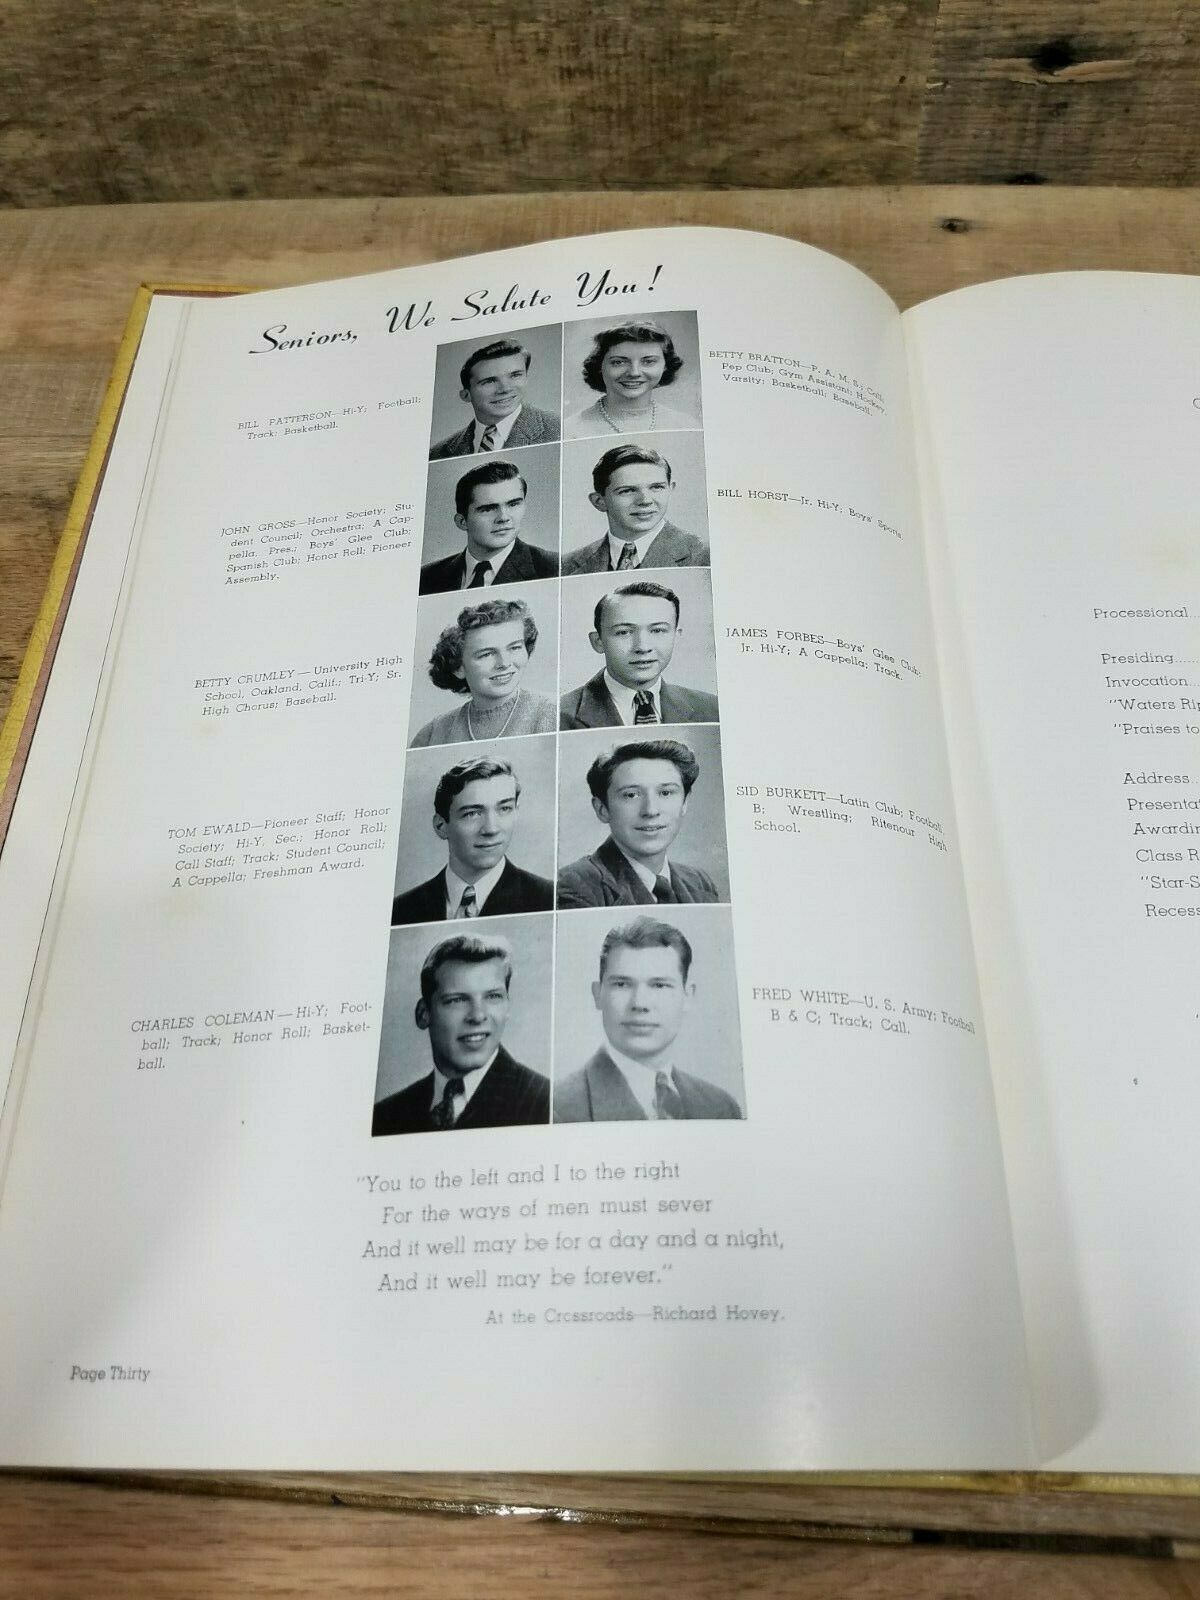 Seniors, We Salute You!
BILL PATTERSON—Hi-Y; Football;
Track; Basketball.
BETTY BRATTON—P. A. M. S.; Call;
Pep Club; Gym Assistant; Hockey,
Varsity; Basketball; Baseball.
JOHN GROSS—Honor Society; Stu-
dent Council; Orchestra; A Cap-
pella, Pres.; Boys' Glee Club;
Spanish Club; Honor Roll; Pioneer
Assembly.
BILL HORST—Jr. Hi-Y; Boys' Sports.
BETTY CRUMLEY—University High
School, Oakland, Calif.; Tri-Y; Sr.
High Chorus; Baseball.
JAMES FORBES—Boys' Glee Club;
Jr. Hi-Y; A Cappella; Track.
TOM EWALD—Pioneer Staff; Honor
Society; Hi-Y, Sec.; Honor Roll;
Call Staff; Track; Student Council;
A Cappella; Freshman Award.
SID BURKETT—Latin Club; Football
B; Wrestling; Ritenour High
School.
CHARLES COLEMAN—Hi-Y; Foot-
ball; Track; Honor Roll; Basket-
ball.
FRED WHITE—U. S. Army; Football
B & C; Track; Call.
"You to the left and I to the right
For the ways of men must sever
And it well may be for a day and a night,
And it well may be forever."
At the Crossroads—Richard Hovey.
Page Thirty
Processional
Presiding......
Invocation...
"Waters Rip
"Praises to
Address...
Presentat
Awardin
Class R
"Star-S
Recess